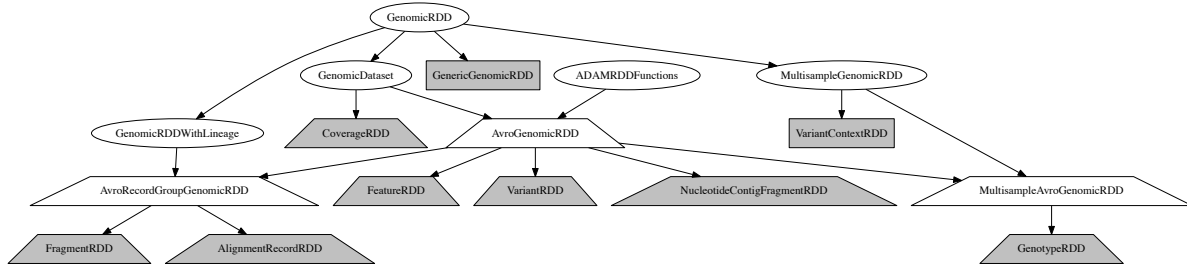 GenomicRDD
GenomicDataset
GenericGenomicRDD
ADAMRDDFunctions
MultisampleGenomicRDD
GenomicRDDWithLineage
CoverageRDD
AvroGenomicRDD
VariantContextRDD
AvroRecordGroupGenomicRDD
FeatureRDD
VariantRDD
NucleotideContigFragmentRDD
MultisampleAvroGenomicRDD
FragmentRDD
AlignmentRecordRDD
GenotypeRDD